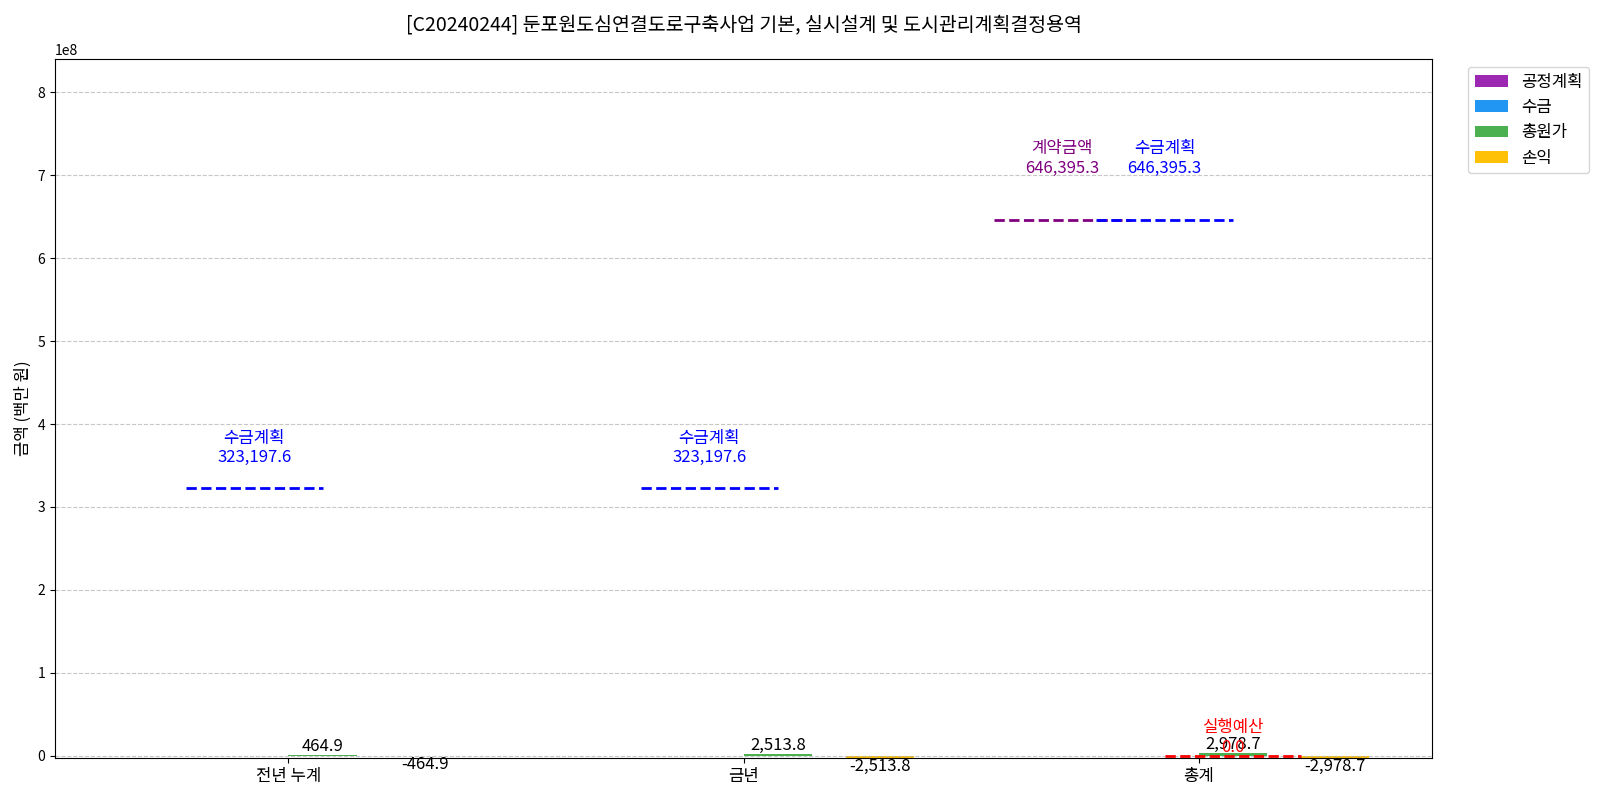 [C20240244] 둔포원도심연결도로구축사업 기본, 실시설계 및 도시관리계획결정용역
1e8
8
7
6
5
4
3
2
1
0
금액 (백만 원)
계약금액
646,395.3
수금계획
646,395.3
수금계획
323,197.6
수금계획
323,197.6
실행예산
0.0
464.9
-464.9
2,513.8
-2,513.8
2,978.7
-2,978.7
전년 누계
금년
총계
공정계획
수금
총원가
손익